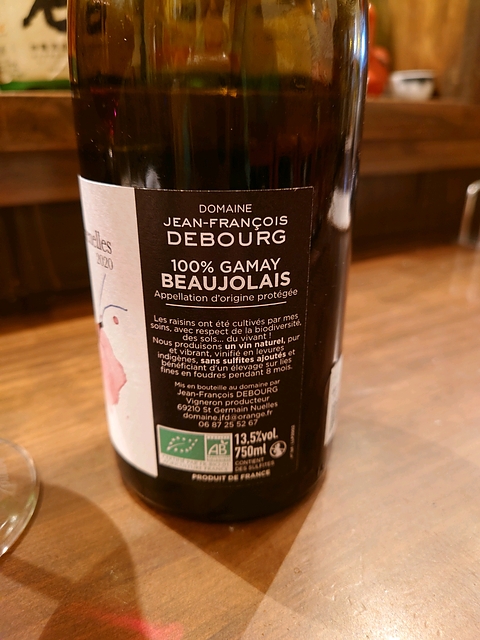 2020
DOMAINE
JEAN-FRANÇOIS
DEBOURG
100% GAMAY
BEAUJOLAIS
Appellation d'origine protégée
Les raisins ont été cultivés par mes
soins, avec respect de la biodiversité,
des sols... du vivant !
Nous produisons un vin naturel, pur
et vibrant, vinifié en levures
indigènes, sans sulfites ajoutés et
bénéficiant d'un élevage sur lies
fines en foudres pendant 8 mois.
Mis en bouteille au domaine par
Jean-François DEBOURG
Vigneron producteur
69210 St Germain Nuelles
domaine.jfd@orange.fr
06 87 25 52 67
AB
13.5%vol.
750ml
CONTIENT
DES SULFITES
PRODUIT DE FRANCE